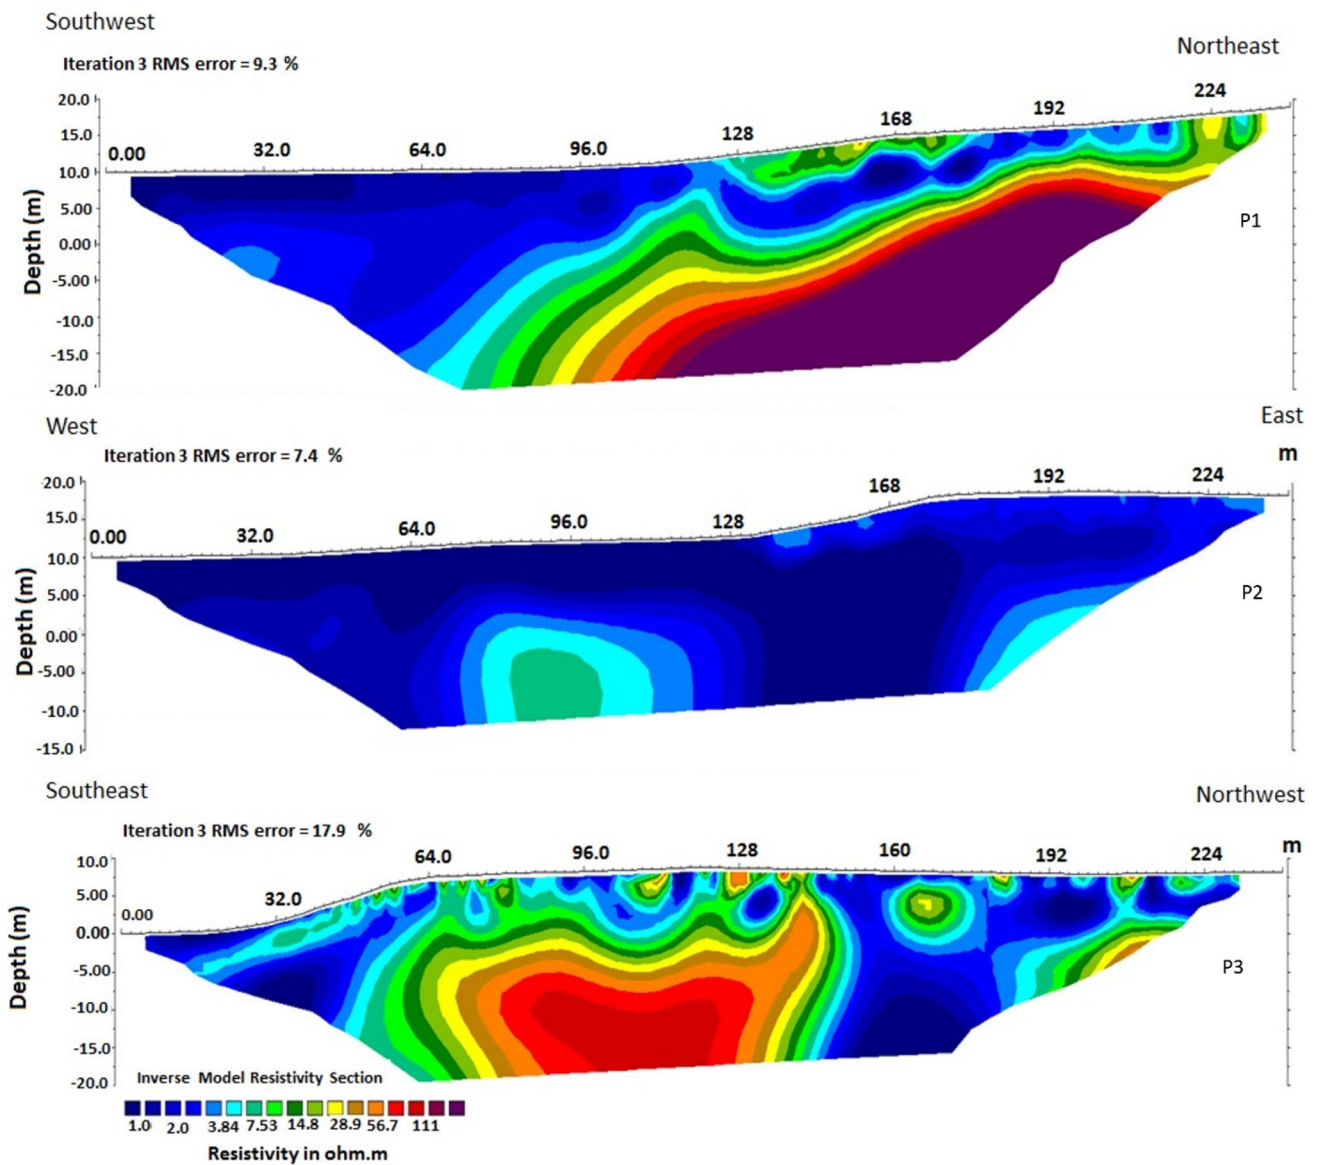 Southwest
Northeast
Iteration 3 RMS error = 9.3 %
20.0
15.0
10.0
5.00
0.00
-5.00
-10.0
-15.0
-20.0
Depth (m)
0.00 32.0 64.0 96.0 128 168 192 224
P1
West
East
Iteration 3 RMS error = 7.4 %
m
20.0
15.0
10.0
5.00
0.00
-5.00
-10.0
-15.0
Depth (m)
0.00 32.0 64.0 96.0 128 168 192 224
P2
Southeast
Northwest
Iteration 3 RMS error = 17.9 %
m
10.0
5.00
0.00
-5.00
-10.0
-15.0
-20.0
Depth (m)
0.00 32.0 64.0 96.0 128 160 192 224
P3
Inverse Model Resistivity Section
1.0 2.0 3.84 7.53 14.8 28.9 56.7 111
Resistivity in ohm.m